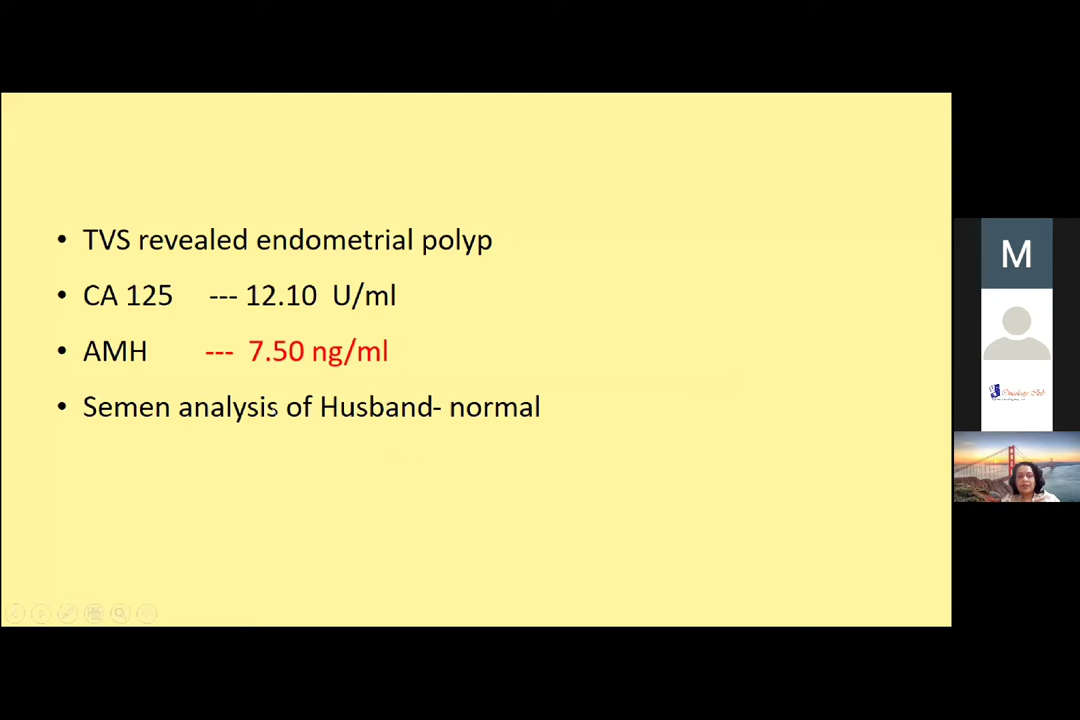 • TVS revealed endometrial polyp
• CA 125 --- 12.10 U/ml
• AMH --- 7.50 ng/ml
• Semen analysis of Husband- normal
M